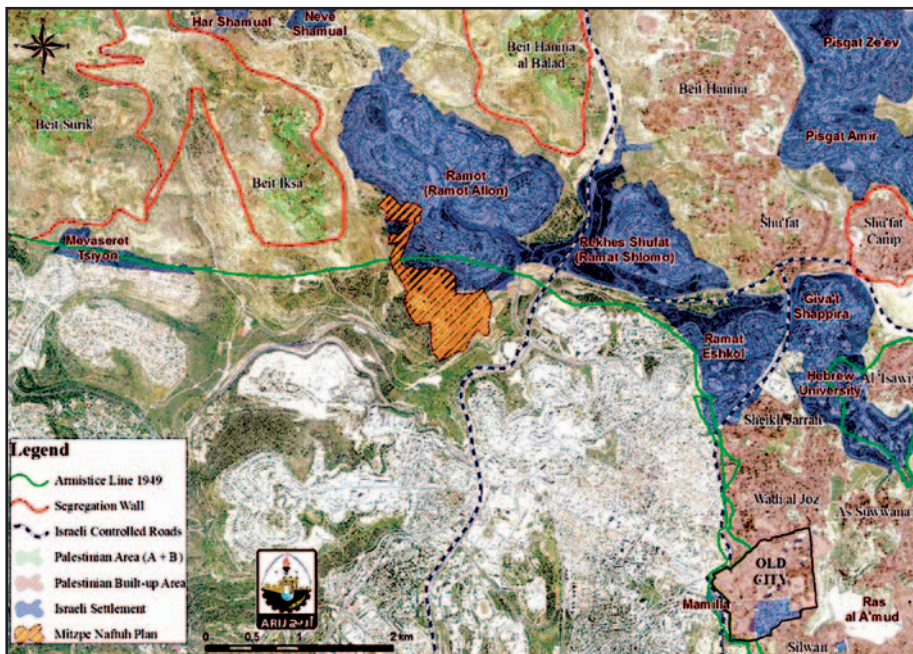 Har Shamual
Neve
Shamual
Beit Hanina
al Balad
Pisgat Ze'ev
Beit Hanina
Pisgat Amir
Beit Surik
Beit Iksa
Ramot
(Ramot Allon)
Shu'fat
Shu'fat
Camp
Mevaseret
Tsiyon
Rekhes Shufat
(Ramat Shlomo)
Giva't
Shappira
Ramat
Eshkol
Hebrew
University
Al 'Isawi
Sheikh Jarrah
Legend
Armistice Line 1949
Segregation Wall
Israeli Controlled Roads
Palestinian Area (A + B)
Palestinian Built-up Area
Israeli Settlement
Mitzpe Naftuh Plan
Wadi al Joz
As Suwwana
OLD
CITY
Mamilla
Ras
al A'mud
Silwan
ARIJ أريج
0 0.5 1 2 km